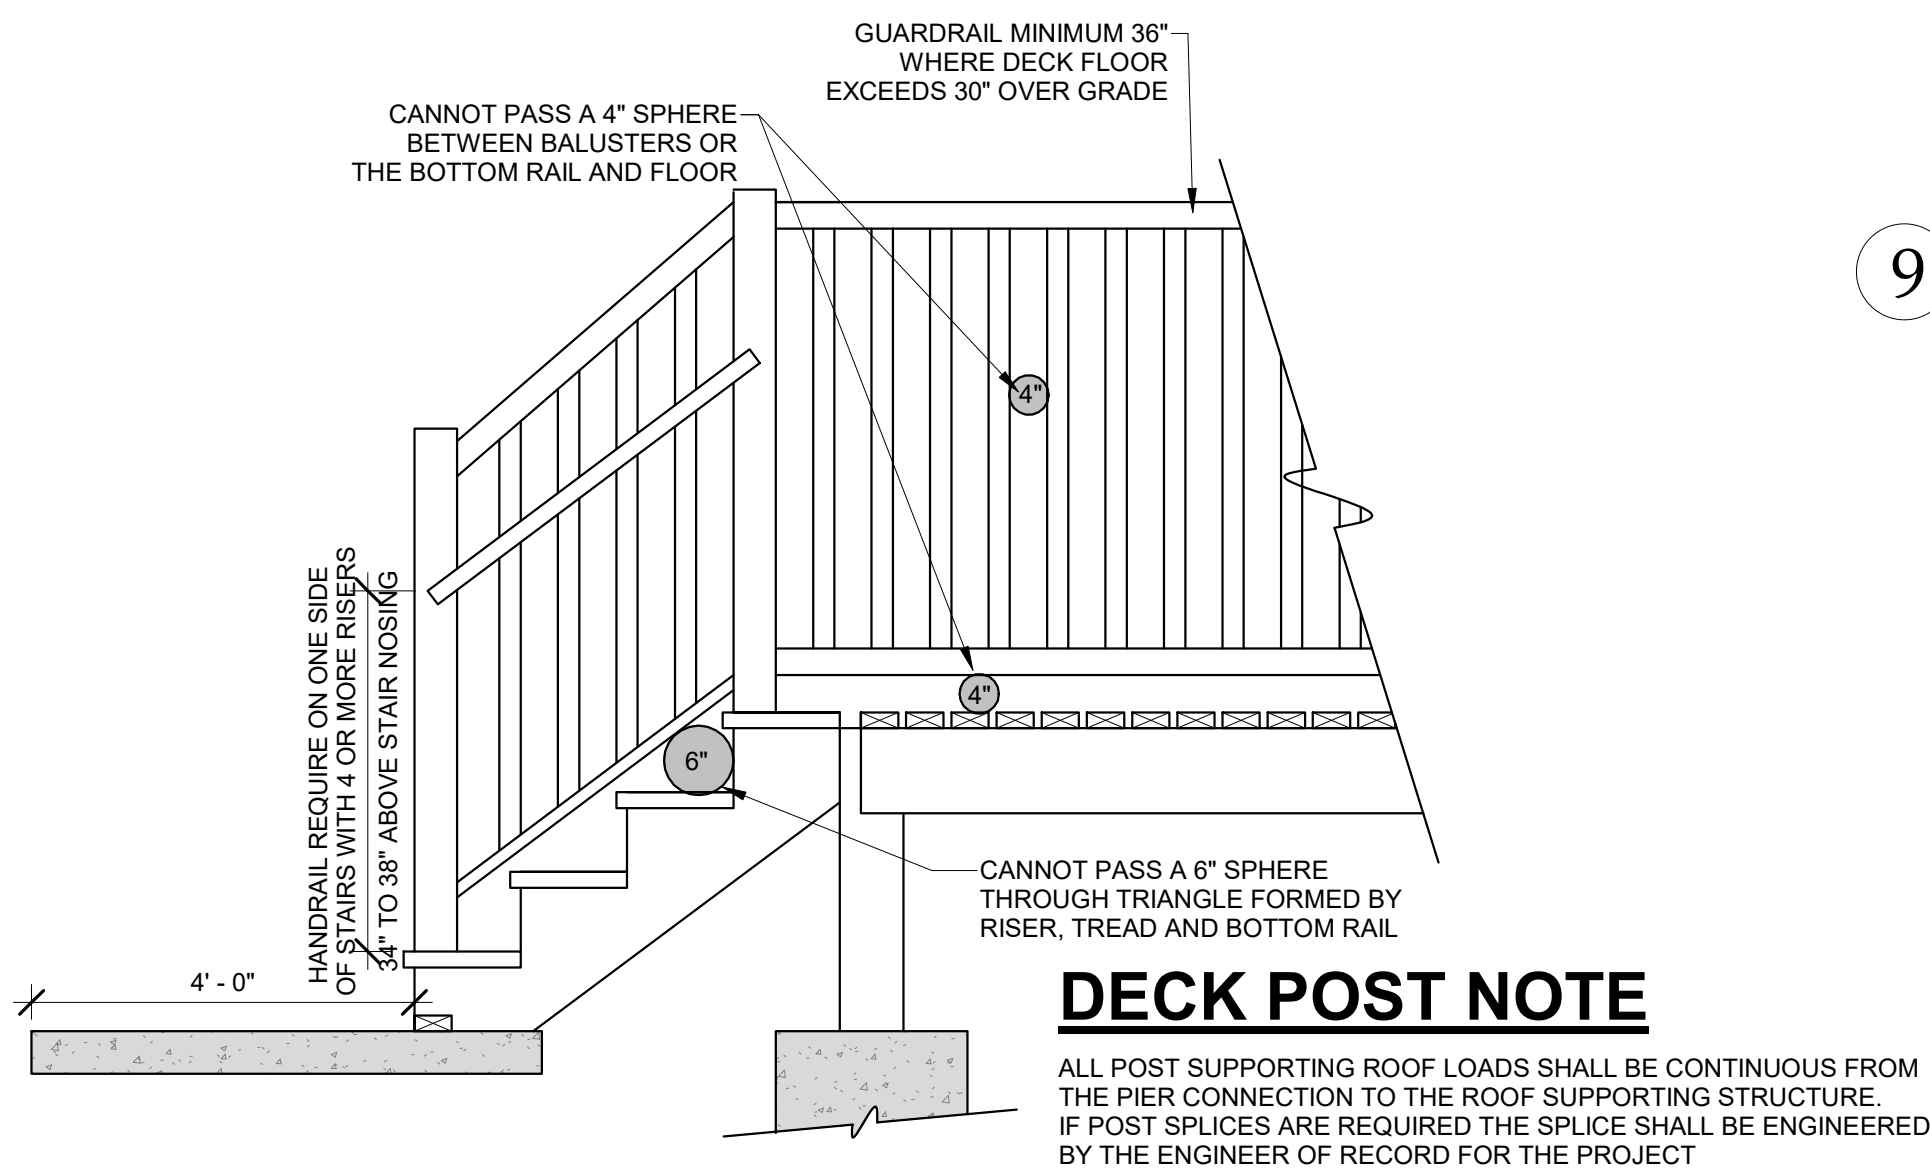 GUARDRAIL MINIMUM 36"
WHERE DECK FLOOR
EXCEEDS 30" OVER GRADE
CANNOT PASS A 4" SPHERE
BETWEEN BALUSTERS OR
THE BOTTOM RAIL AND FLOOR
9
4"
4"
6"
HANDRAIL REQUIRE ON ONE SIDE
OF STAIRS WITH 4 OR MORE RISERS
34" TO 38" ABOVE STAIR NOSING
CANNOT PASS A 6" SPHERE
THROUGH TRIANGLE FORMED BY
RISER, TREAD AND BOTTOM RAIL
4' - 0"
DECK POST NOTE
ALL POST SUPPORTING ROOF LOADS SHALL BE CONTINUOUS FROM
THE PIER CONNECTION TO THE ROOF SUPPORTING STRUCTURE.
IF POST SPLICES ARE REQUIRED THE SPLICE SHALL BE ENGINEERED
BY THE ENGINEER OF RECORD FOR THE PROJECT